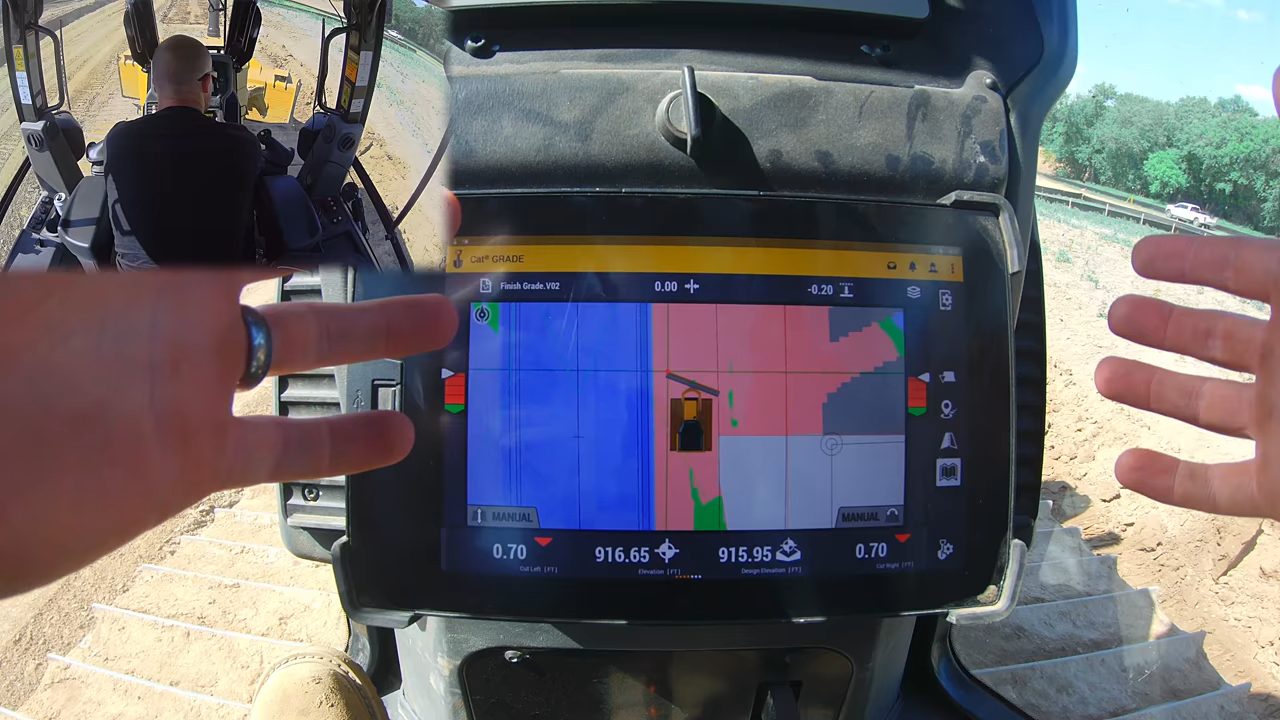 Cat® GRADE
Finish Grade.V02
0.00
-0.20
MANUAL
MANUAL
0.70
916.65
915.95
0.70
Cut Left [FT]
Elevation [FT]
Design Elevation [FT]
Cut Right [FT]